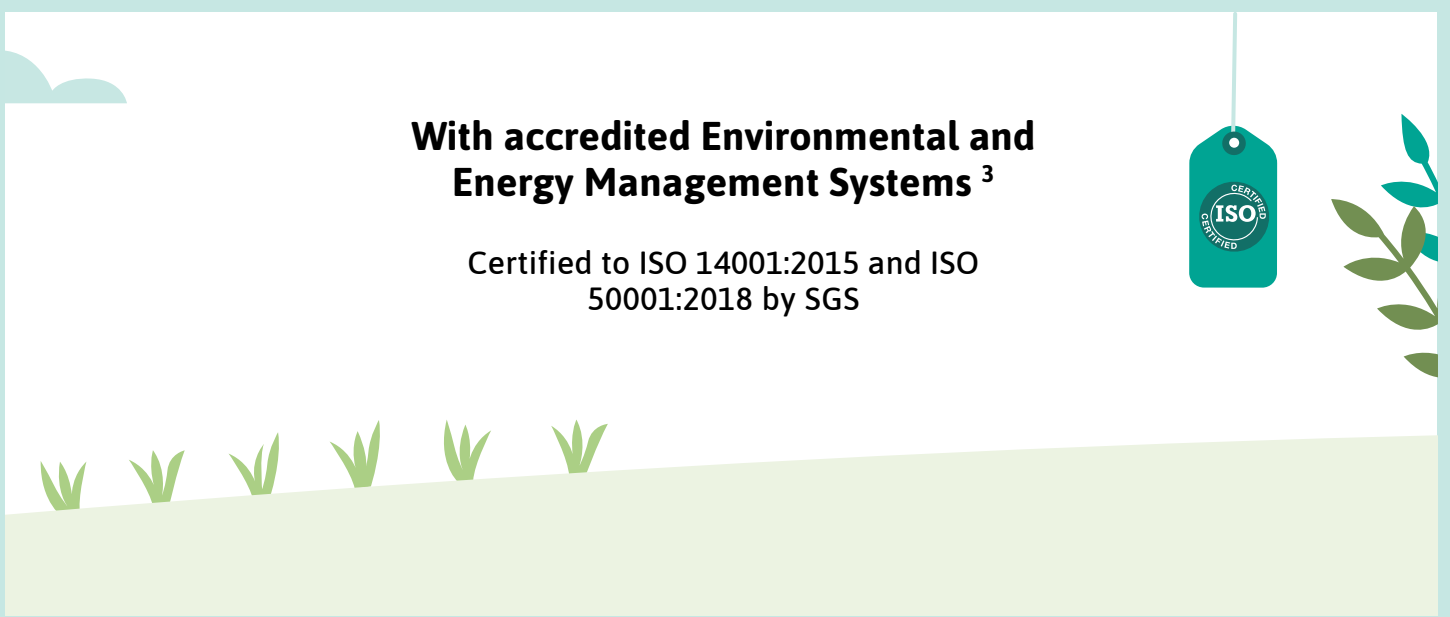 With accredited Environmental and
Energy Management Systems ³
Certified to ISO 14001:2015 and ISO
50001:2018 by SGS
CERTIFIED
ISO
CERTIFIED